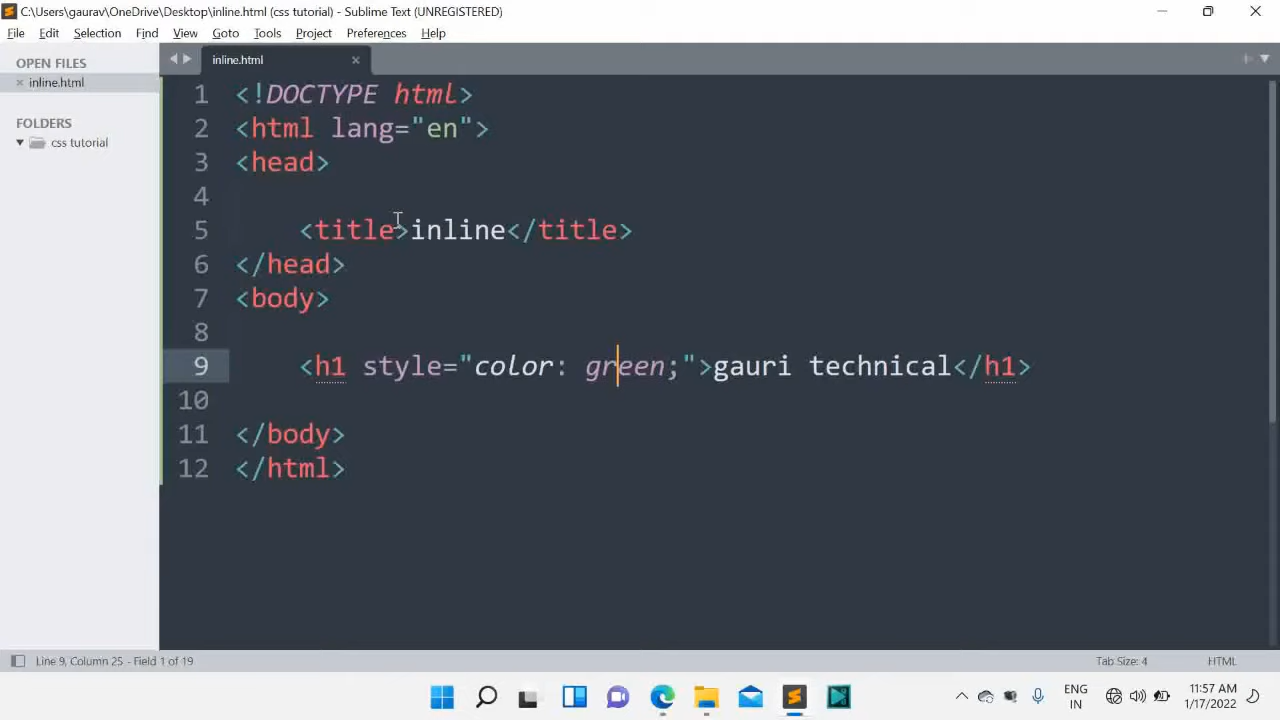 C:\Users\gaurav\OneDrive\Desktop\inline.html (css tutorial) - Sublime Text (UNREGISTERED)
File Edit Selection Find View Goto Tools Project Preferences Help
OPEN FILES
inline.html
FOLDERS
css tutorial
inline.html
1 <!DOCTYPE html>
2 <html lang="en">
3 <head>
4
5 <title>inline</title>
6 </head>
7 <body>
8
9 <h1 style="color: green;">gauri technical</h1>
10
11 </body>
12 </html>
Line 9, Column 25 - Field 1 of 19
Tab Size: 4
HTML
ENG
IN
11:57 AM
1/17/2022